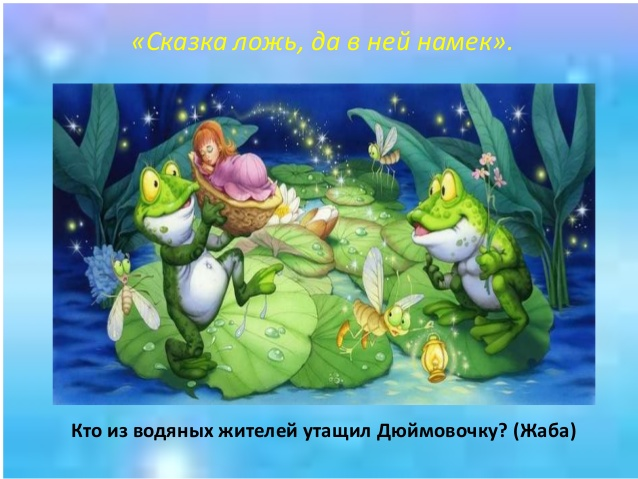 «Сказка ложь, да в ней намек».
Кто из водяных жителей утащил Дюймовочку? (Жаба)